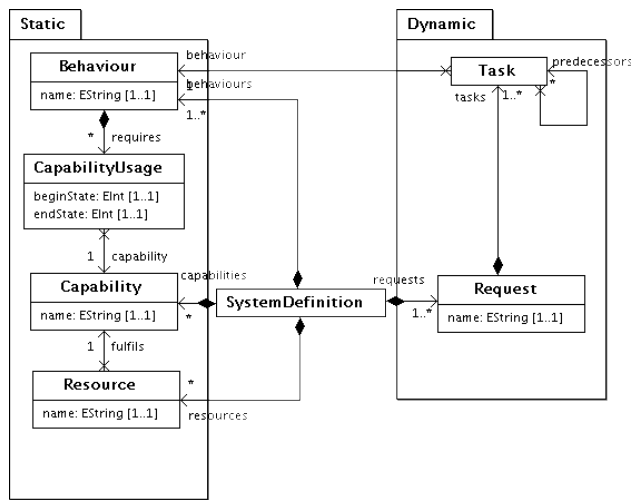 Static
Dynamic
Behaviour
name: EString [1..1]
behaviour
1
behaviours
1..*
Task
predecessors
*
tasks
1..*
*
requires
CapabilityUsage
beginState: EInt [1..1]
endState: EInt [1..1]
1
capability
capabilities
*
Capability
name: EString [1..1]
SystemDefinition
requests
1..*
Request
name: EString [1..1]
1
fulfils
Resource
name: EString [1..1]
*
resources